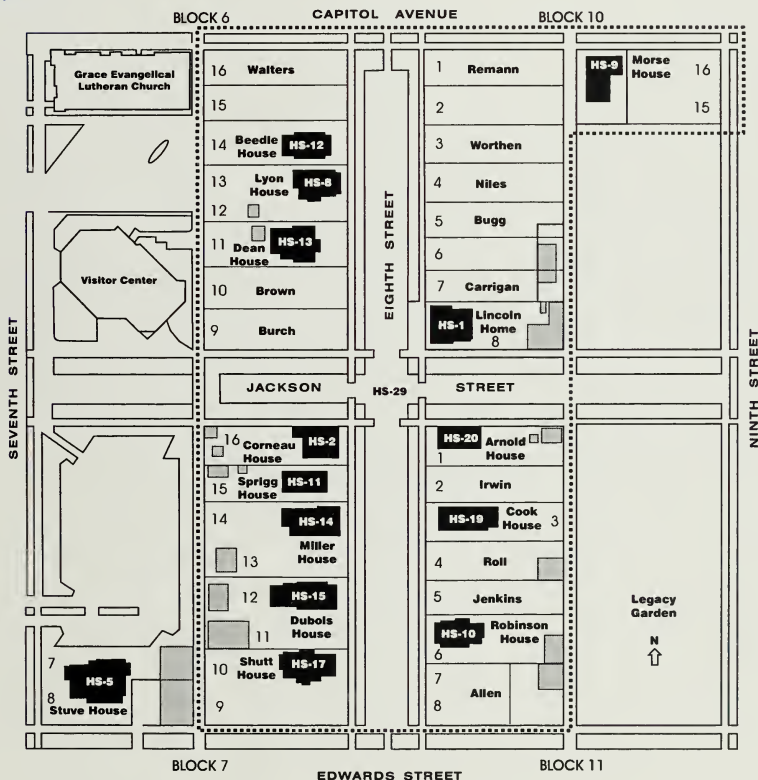 BLOCK 6
CAPITOL AVENUE
BLOCK 10
Grace Evangelical
Lutheran Church
16 Walters
15
14 Beedle
House
HS-12
13 Lyon
House
HS-8
12
11 Dean
House
HS-13
10 Brown
9 Burch
Visitor Center
SEVENTH STREET
EIGHTH STREET
1 Remann
2
3 Worthen
4 Niles
5 Bugg
6
7 Carrigan
HS-1
Lincoln
Home
8
HS-9
Morse
House
16
15
NINTH STREET
JACKSON STREET
HS-29
16 Corneau
House
HS-2
15 Sprigg
House
HS-11
14
HS-14
Miller
House
13
12
HS-15
Dubois
House
11
10 Shutt
House
HS-17
9
7
8
HS-5
Stuve House
HS-20
Arnold
House
1
2 Irwin
HS-19
Cook
House 3
4 Roll
5 Jenkins
HS-10
Robinson
House
6
7
8
Allen
Legacy
Garden
N
BLOCK 7
EDWARDS STREET
BLOCK 11